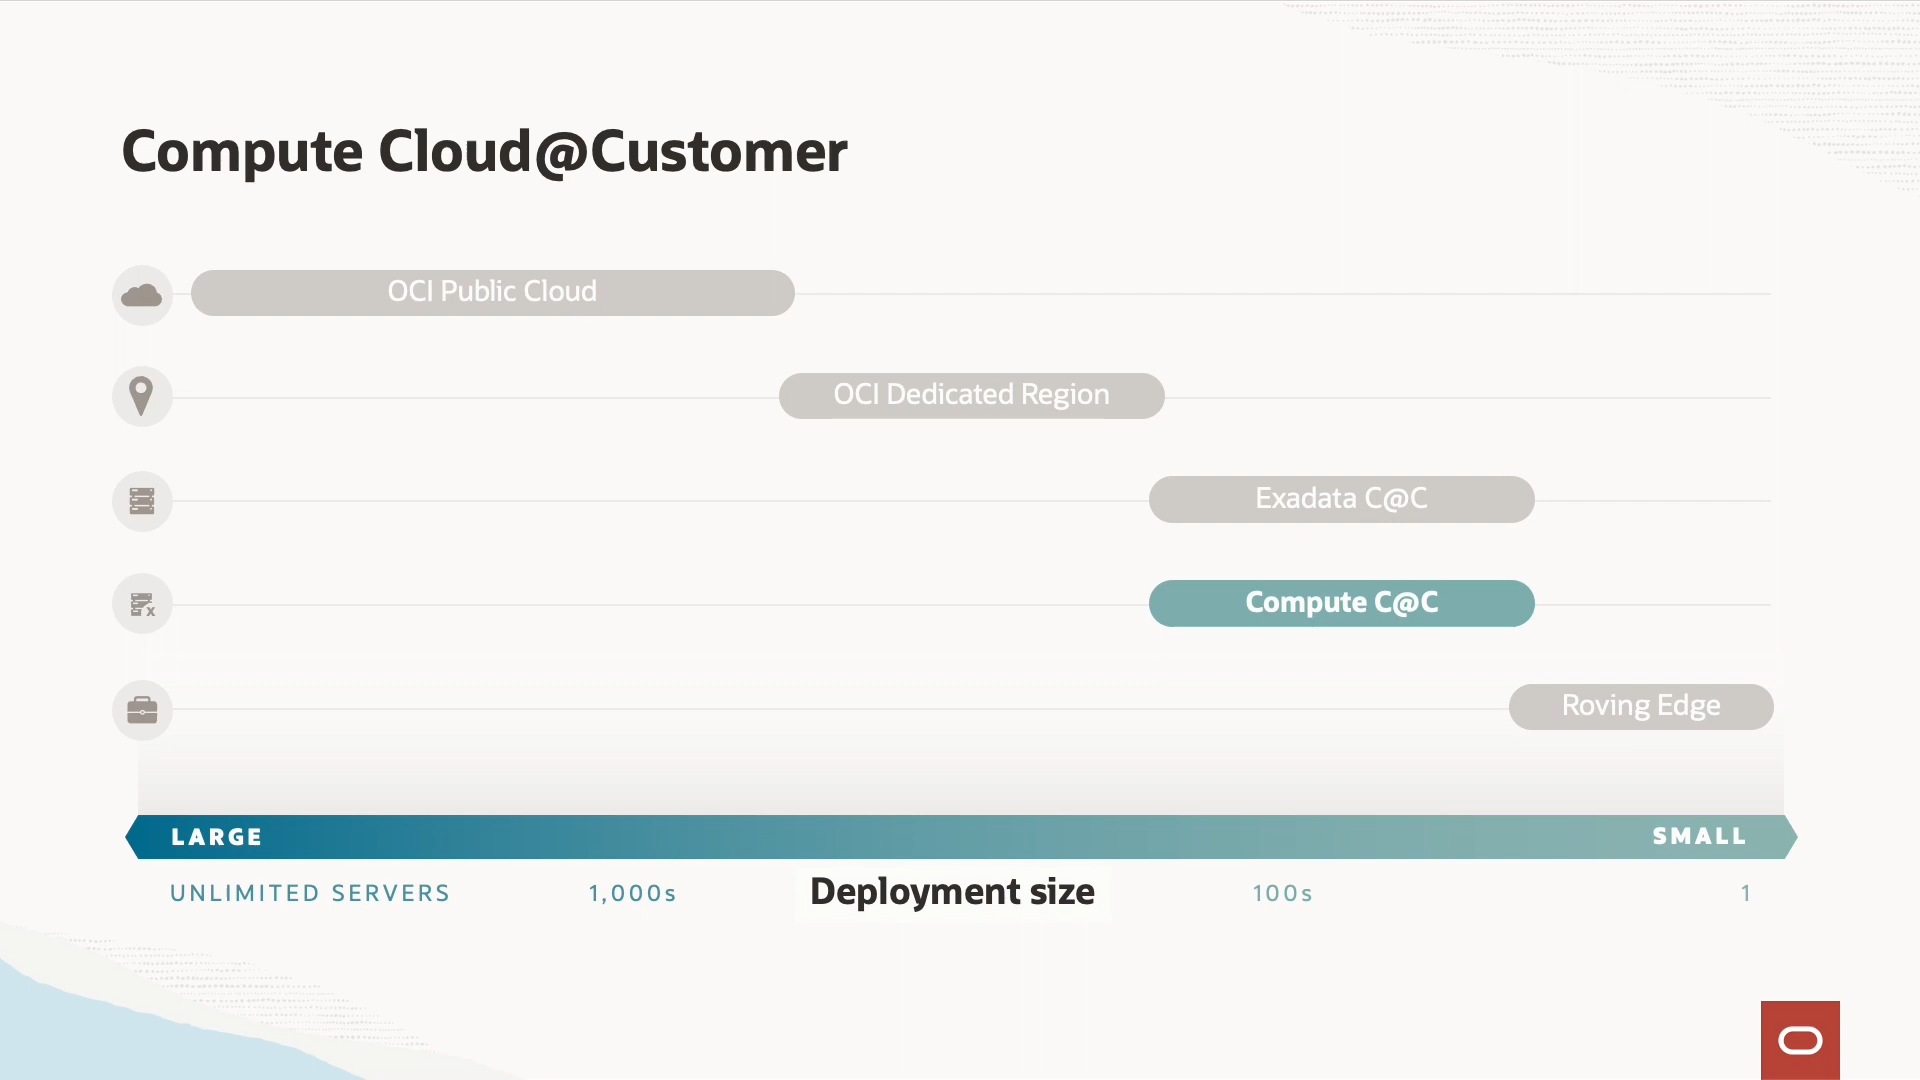 Compute Cloud@Customer
OCI Public Cloud
OCI Dedicated Region
Exadata C@C
Compute C@C
Roving Edge
LARGE
SMALL
UNLIMITED SERVERS
1,000s
Deployment size
100s
1